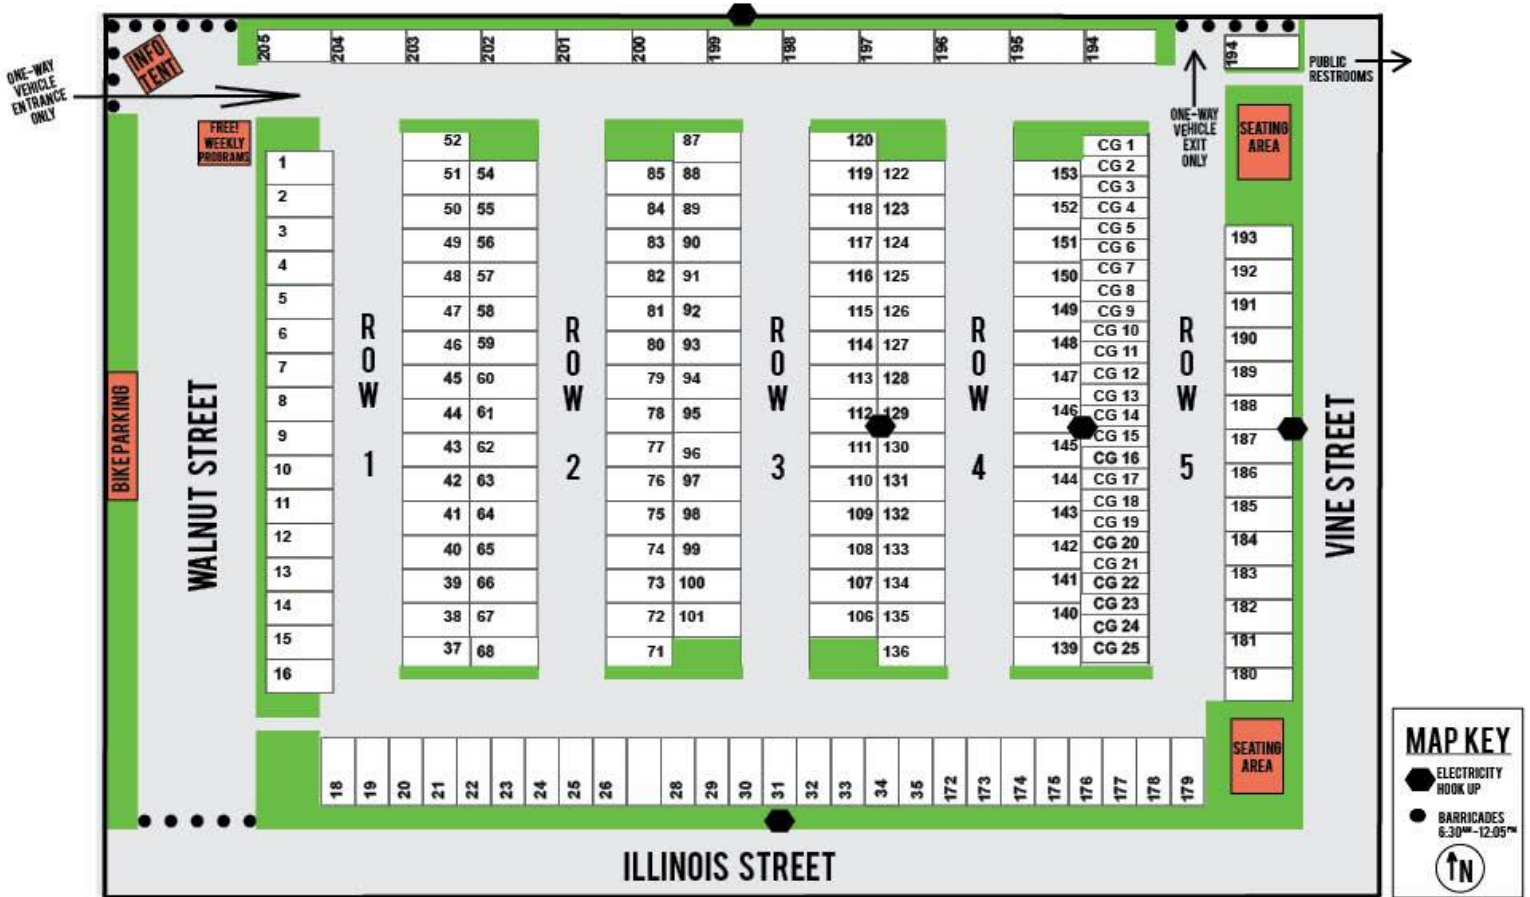 205 204 203 202 201 200 199 198 197 196 195 194
194
INFO
TENT
ONE-WAY
VEHICLE
ENTRANCE
ONLY
PUBLIC
RESTROOMS
ONE-WAY
VEHICLE
EXIT
ONLY
SEATING
AREA
FREE!
WEEKLY
PROGRAMS
1
2
3
4
5
6
7
8
9
10
11
12
13
14
15
16
BIKE PARKING
WALNUT STREET
ROW 1
52
51 54
50 55
49 56
48 57
47 58
46 59
45 60
44 61
43 62
42 63
41 64
40 65
39 66
38 67
37 68
ROW 2
87
85 88
84 89
83 90
82 91
81 92
80 93
79 94
78 95
77 96
76 97
75 98
74 99
73 100
72 101
71
ROW 3
120
119 122
118 123
117 124
116 125
115 126
114 127
113 128
112 129
111 130
110 131
109 132
108 133
107 134
106 135
136
ROW 4
153
152
151
150
149
148
147
146
145
144
143
142
141
140
139
CG 1
CG 2
CG 3
CG 4
CG 5
CG 6
CG 7
CG 8
CG 9
CG 10
CG 11
CG 12
CG 13
CG 14
CG 15
CG 16
CG 17
CG 18
CG 19
CG 20
CG 21
CG 22
CG 23
CG 24
CG 25
ROW 5
193
192
191
190
189
188
187
186
185
184
183
182
181
180
VINE STREET
SEATING
AREA
18 19 20 21 22 23 24 25 26 28 29 30 31 32 33 34 35 172 173 174 175 176 177 178 179
ILLINOIS STREET
MAP KEY
ELECTRICITY
HOOK UP
BARRICADES
6:30AM-12:05PM
N